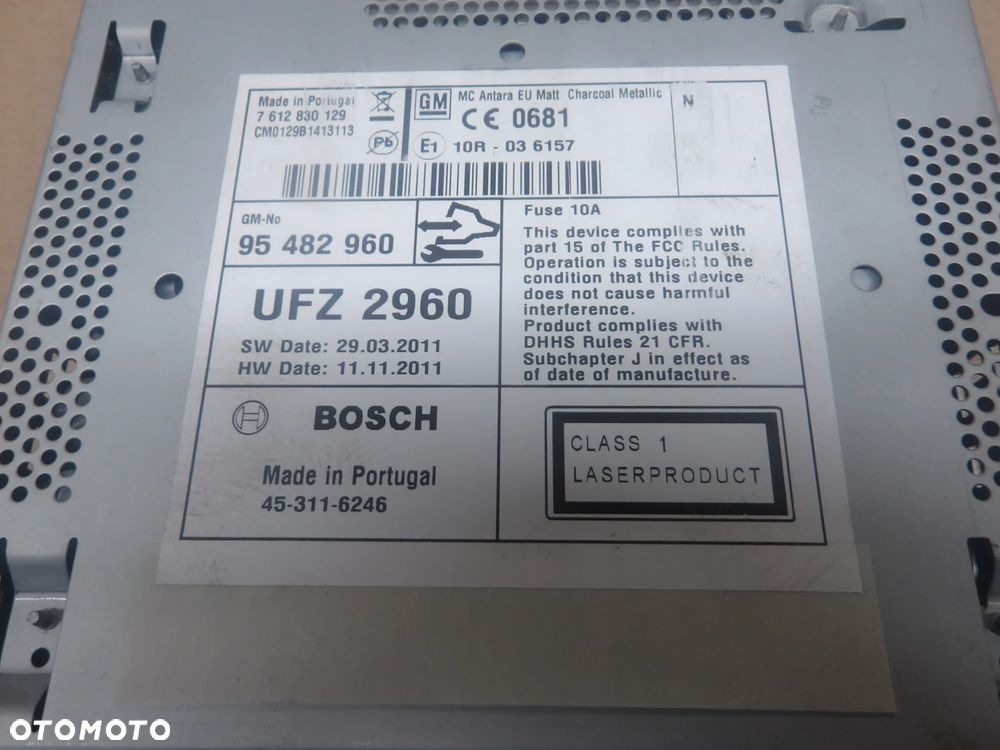 Made in Portugal
7 612 830 129
CM0129B1413113
Pb
GM
MC Antara EU Matt Charcoal Metallic
CE 0681
E1 10R - 03 6157
N
GM-No
95 482 960
UFZ 2960
SW Date: 29.03.2011
HW Date: 11.11.2011
Fuse 10A
This device complies with
part 15 of The FCC Rules.
Operation is subject to the
condition that this device
does not cause harmful
interference.
Product complies with
DHHS Rules 21 CFR.
Subchapter J in effect as
of date of manufacture.
BOSCH
Made in Portugal
45-311-6246
CLASS 1
LASERPRODUCT
OTOMOTO